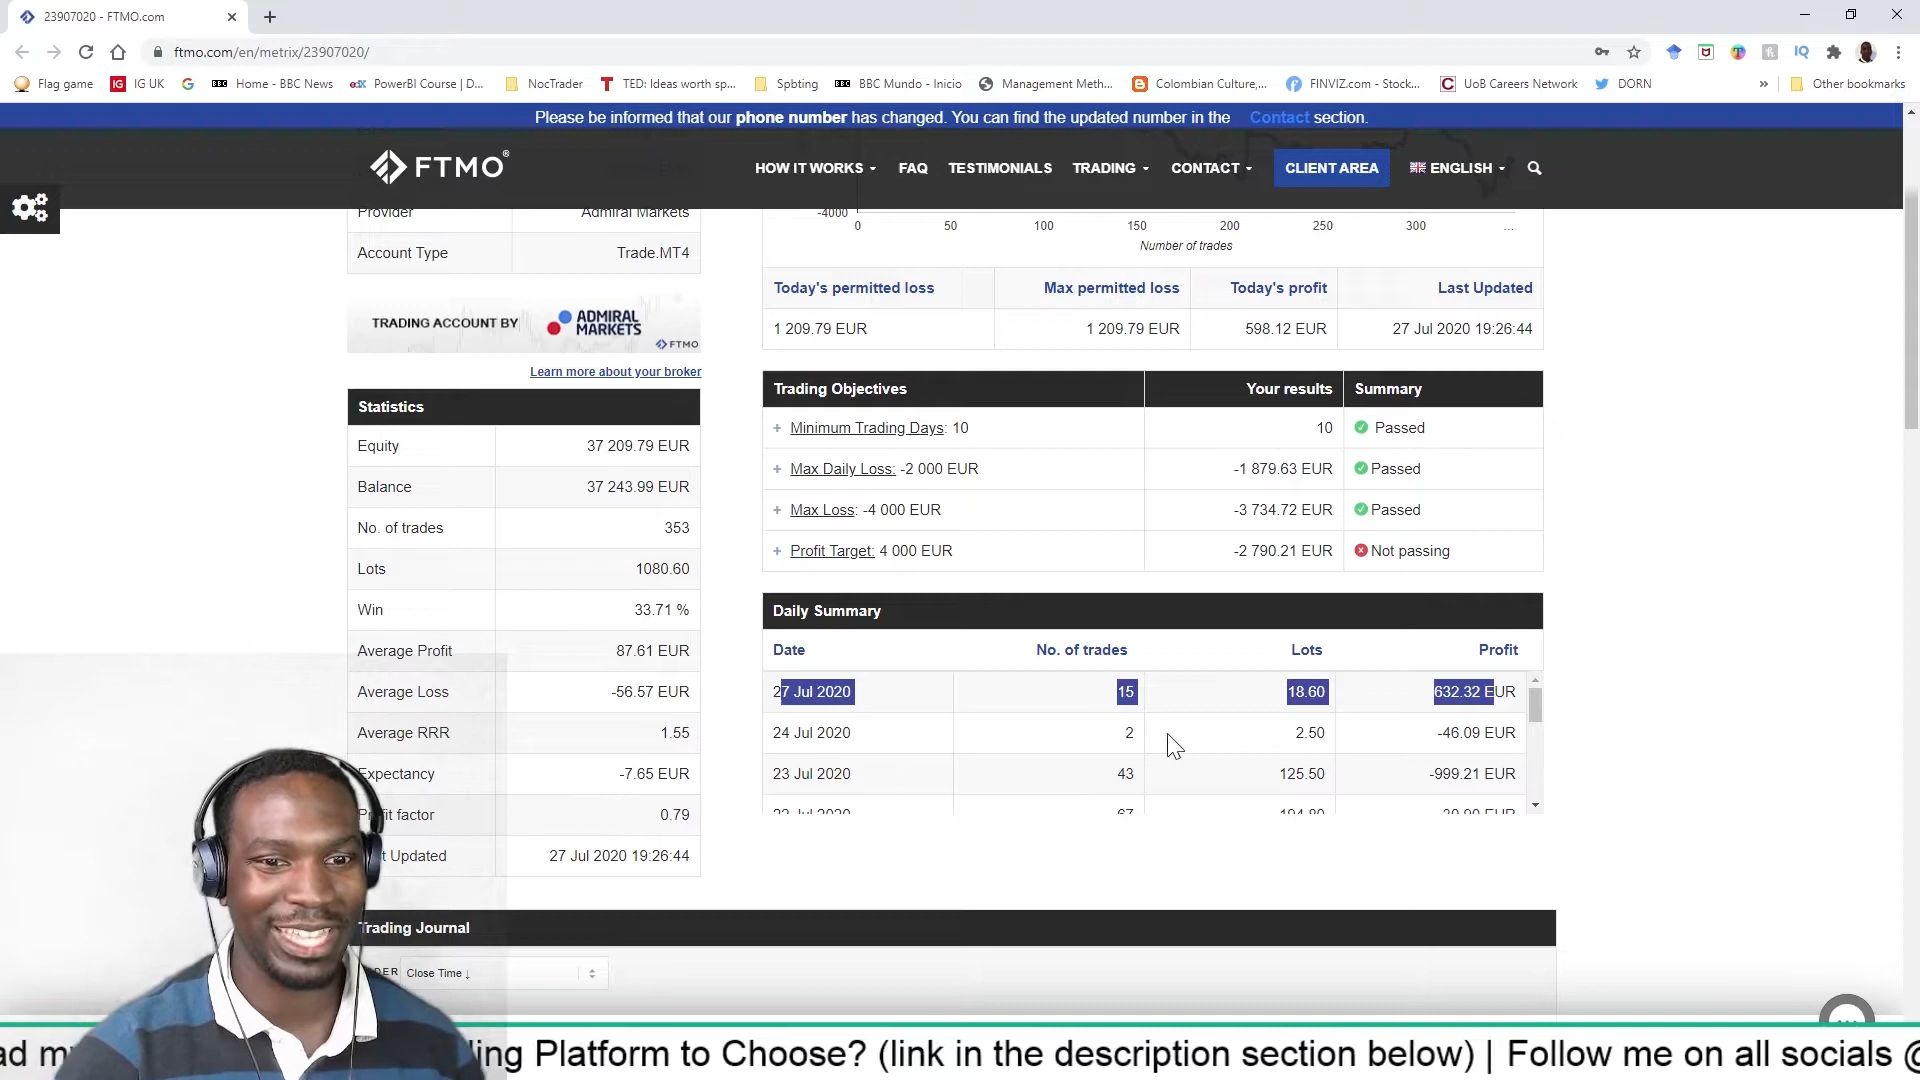 23907020 - FTMO.com
ftmo.com/en/metrix/23907020/
Flag game IG IG UK G BBC Home - BBC News edX PowerBI Course | D... NocTrader T TED: Ideas worth sp... Spbting BBC BBC Mundo - Inicio Management Meth... Colombian Culture,... FINVIZ.com - Stock... C UoB Careers Network DORN » Other bookmarks
Please be informed that our phone number has changed. You can find the updated number in the Contact section.
FTMO®
HOW IT WORKS FAQ TESTIMONIALS TRADING CONTACT CLIENT AREA ENGLISH
Provider Admiral Markets
Account Type Trade.MT4
TRADING ACCOUNT BY ADMIRAL MARKETS
FTMO
Learn more about your broker
Statistics
Equity 37 209.79 EUR
Balance 37 243.99 EUR
No. of trades 353
Lots 1080.60
Win 33.71 %
Average Profit 87.61 EUR
Average Loss -56.57 EUR
Average RRR 1.55
Expectancy -7.65 EUR
factor 0.79
Updated 27 Jul 2020 19:26:44
-4000
0 50 100 150 200 250 300 ...
Number of trades
Today's permitted loss Max permitted loss Today's profit Last Updated
1 209.79 EUR 1 209.79 EUR 598.12 EUR 27 Jul 2020 19:26:44
Trading Objectives Your results Summary
+ Minimum Trading Days: 10 10 Passed
+ Max Daily Loss: -2 000 EUR -1 879.63 EUR Passed
+ Max Loss: -4 000 EUR -3 734.72 EUR Passed
+ Profit Target: 4 000 EUR -2 790.21 EUR Not passing
Daily Summary
Date No. of trades Lots Profit
27 Jul 2020 15 18.60 632.32 EUR
24 Jul 2020 2 2.50 -46.09 EUR
23 Jul 2020 43 125.50 -999.21 EUR
22 Jul 2020 67 194.80
Trading Journal
Close Time ↓
Platform to Choose? (link in the description section below) | Follow me on all socials @